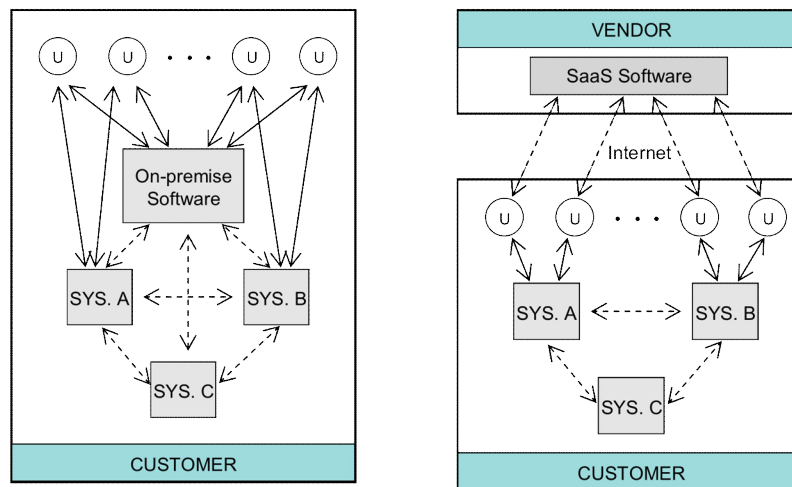 U U . . . U U
On-premise
Software
SYS. A SYS. B
SYS. C
CUSTOMER
VENDOR
SaaS Software
Internet
U U . . . U U
SYS. A SYS. B
SYS. C
CUSTOMER